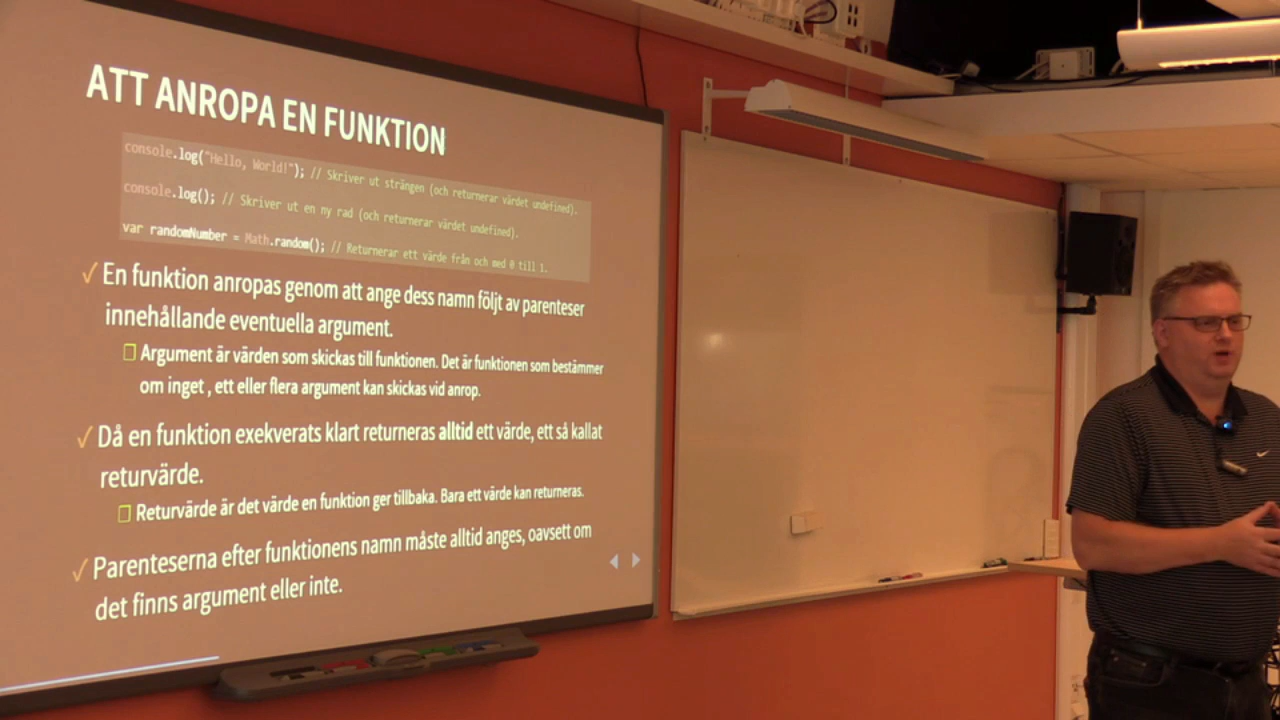 ATT ANROPA EN FUNKTION
console.log("Hello, World!"); // Skriver ut strängen (och returnerar värdet undefined).
console.log(); // Skriver ut en ny rad (och returnerar värdet undefined).
var randomNumber = Math.random(); // Returnerar ett värde från och med 0 till 1.
✓ En funktion anropas genom att ange dess namn följt av parenteser
innehållande eventuella argument.
Argument är värden som skickas till funktionen. Det är funktionen som bestämmer
om inget , ett eller flera argument kan skickas vid anrop.
✓ Då en funktion exekverats klart returneras alltid ett värde, ett så kallat
returvärde.
Returvärde är det värde en funktion ger tillbaka. Bara ett värde kan returneras.
✓ Parenteserna efter funktionens namn måste alltid anges, oavsett om
det finns argument eller inte.